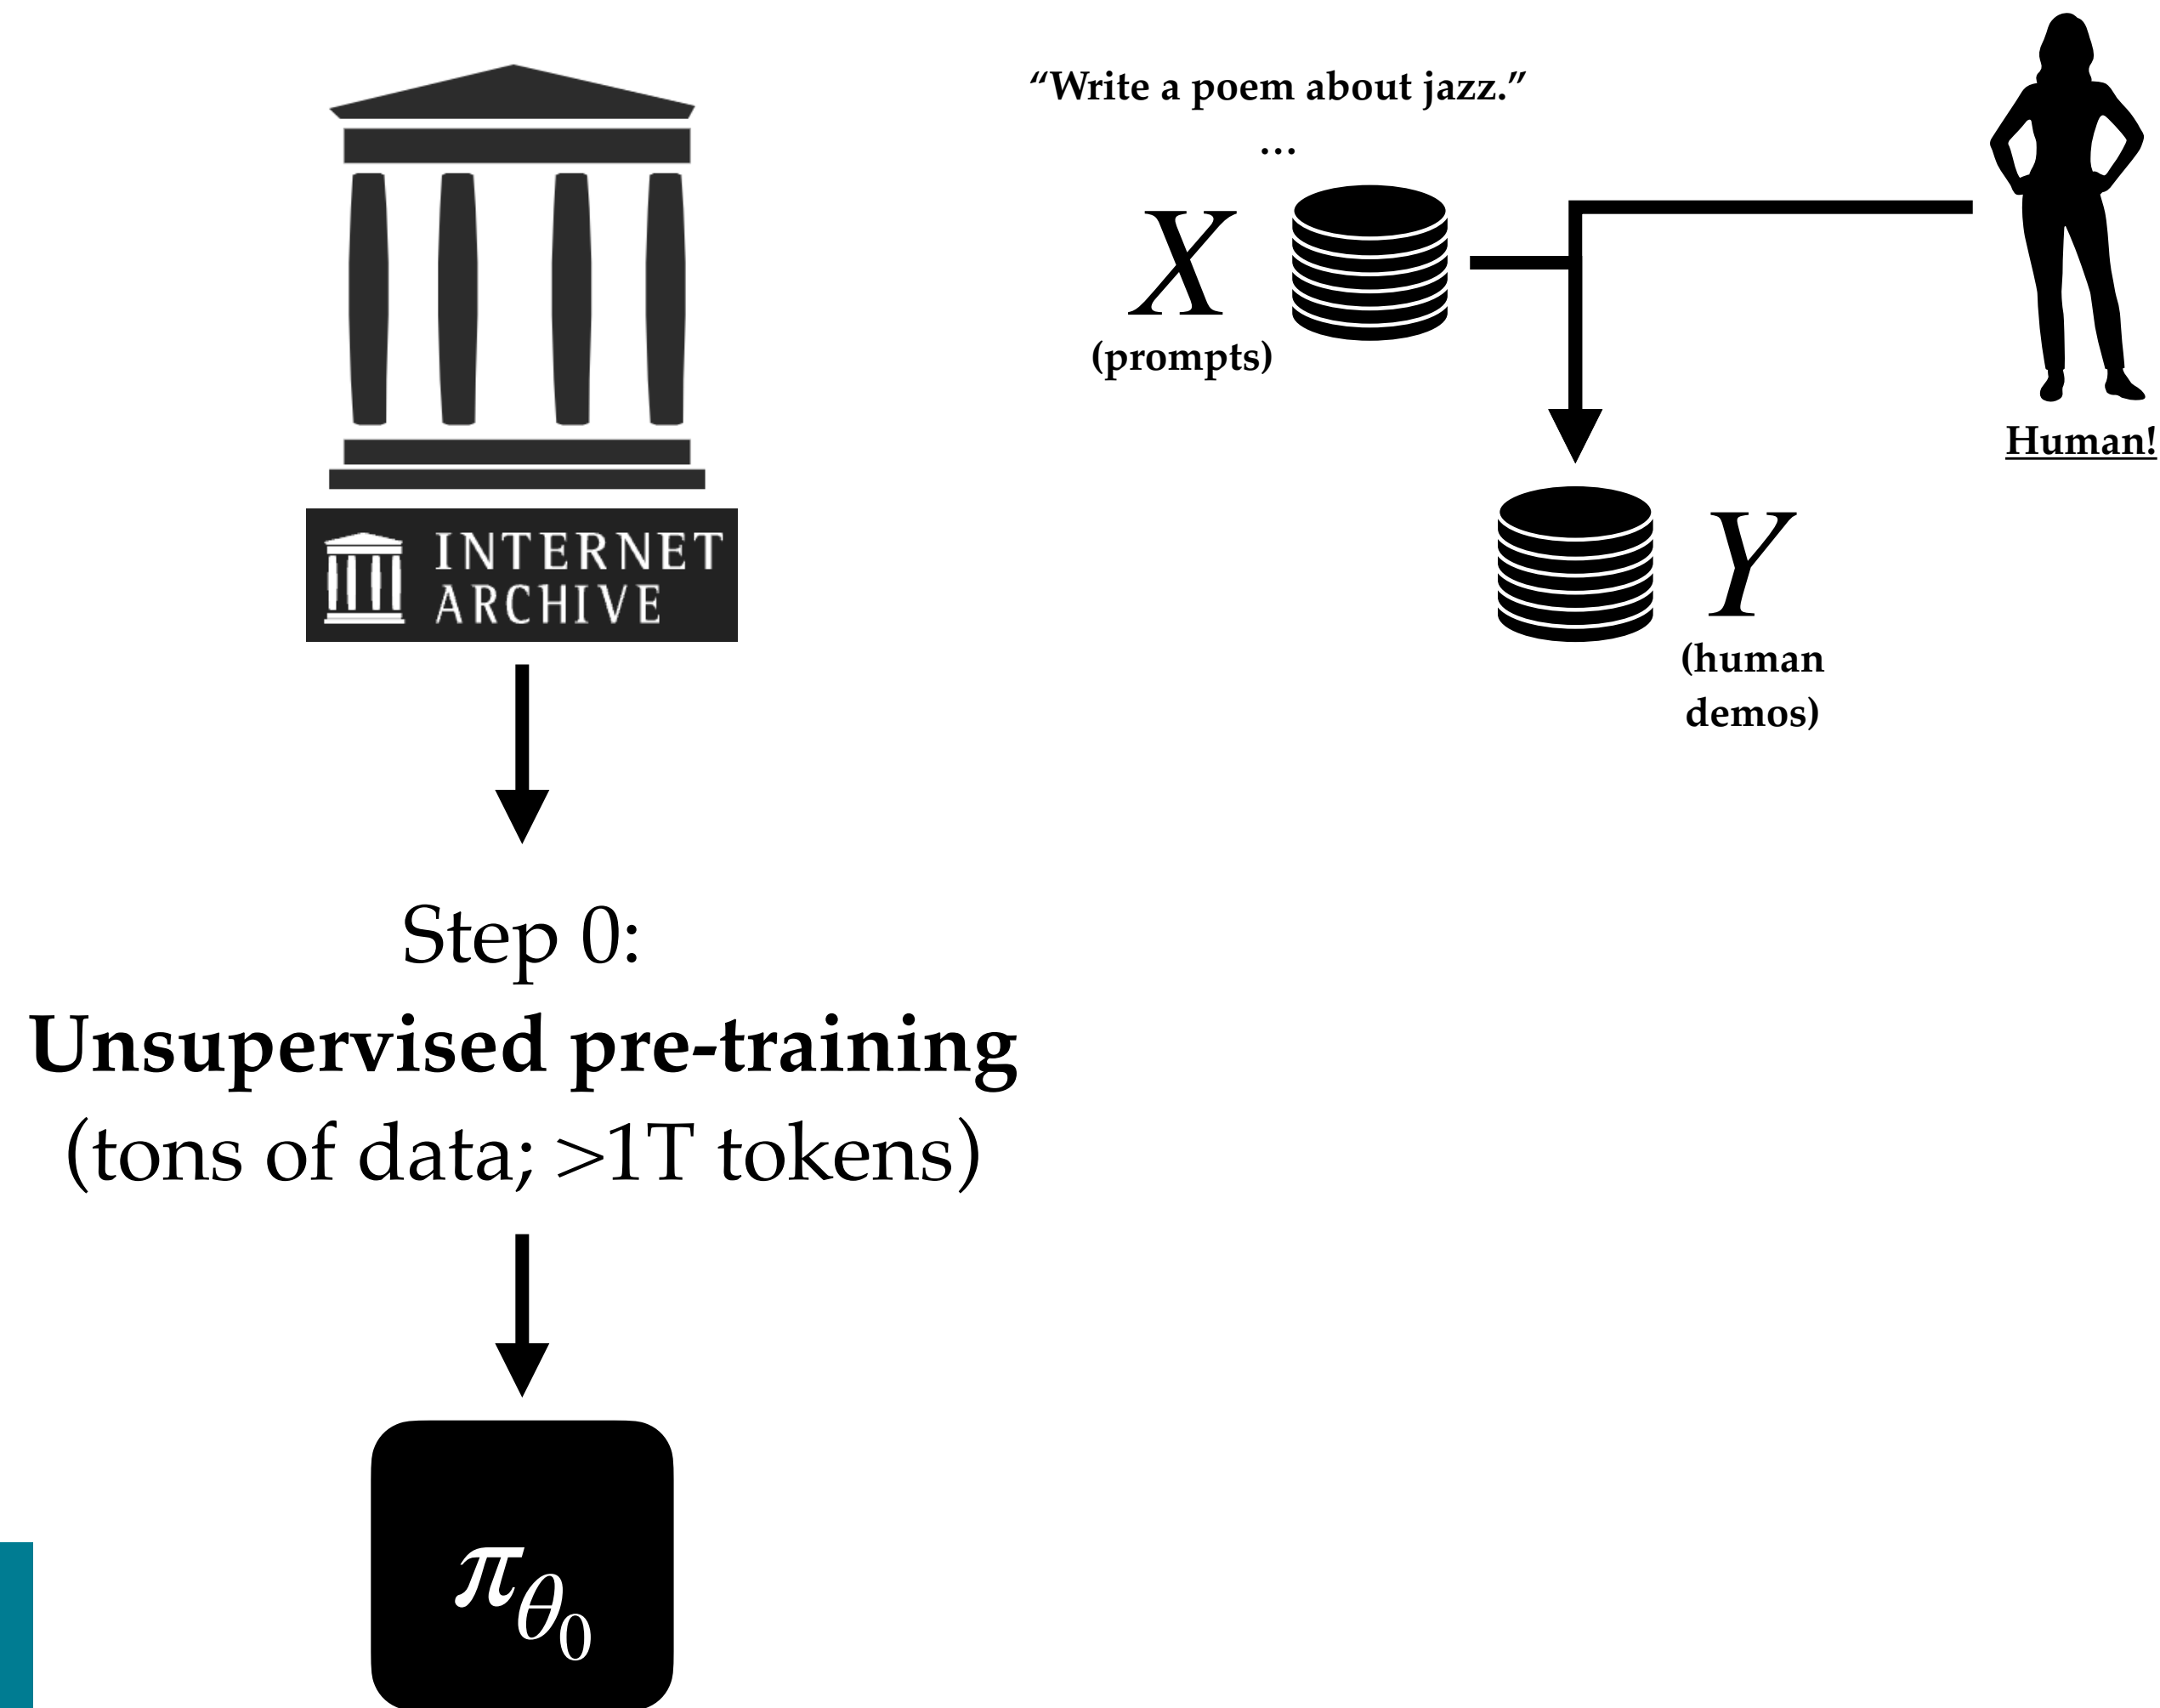 INTERNET
ARCHIVE
Step 0:
Unsupervised pre-training
(tons of data; >1T tokens)
π_θ₀
“Write a poem about jazz.”
...
X
(prompts)
Human!
Y
(human
demos)